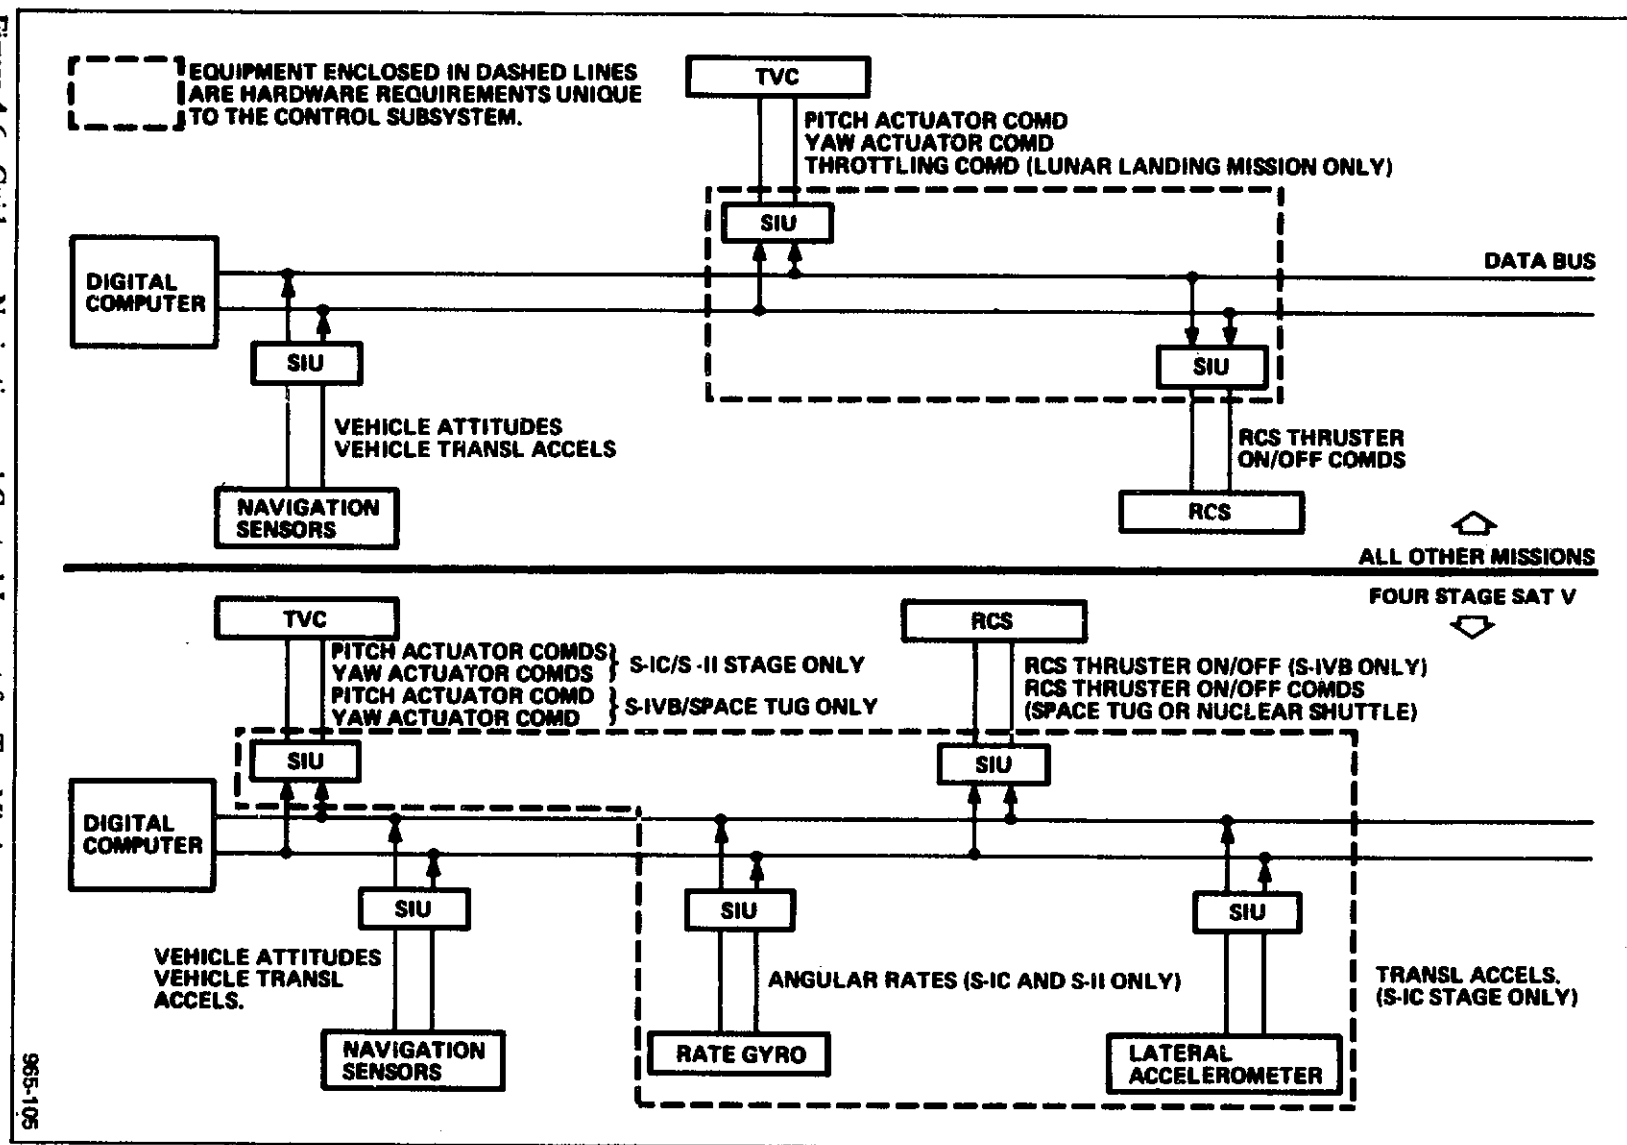 EQUIPMENT ENCLOSED IN DASHED LINES
ARE HARDWARE REQUIREMENTS UNIQUE
TO THE CONTROL SUBSYSTEM.
TVC
PITCH ACTUATOR COMD
YAW ACTUATOR COMD
THROTTLING COMD (LUNAR LANDING MISSION ONLY)
SIU
DIGITAL
COMPUTER
DATA BUS
SIU
SIU
VEHICLE ATTITUDES
VEHICLE TRANSL ACCELS
RCS THRUSTER
ON/OFF COMDS
NAVIGATION
SENSORS
RCS
ALL OTHER MISSIONS
FOUR STAGE SAT V
TVC
PITCH ACTUATOR COMDS
YAW ACTUATOR COMDS
S-IC/S-II STAGE ONLY
PITCH ACTUATOR COMD
YAW ACTUATOR COMD
S-IVB/SPACE TUG ONLY
RCS
RCS THRUSTER ON/OFF (S-IVB ONLY)
RCS THRUSTER ON/OFF COMDS
(SPACE TUG OR NUCLEAR SHUTTLE)
SIU
SIU
DIGITAL
COMPUTER
SIU
SIU
SIU
VEHICLE ATTITUDES
VEHICLE TRANSL
ACCELS.
ANGULAR RATES (S-IC AND S-II ONLY)
TRANSL ACCELS.
(S-IC STAGE ONLY)
NAVIGATION
SENSORS
RATE GYRO
LATERAL
ACCELEROMETER
965-105